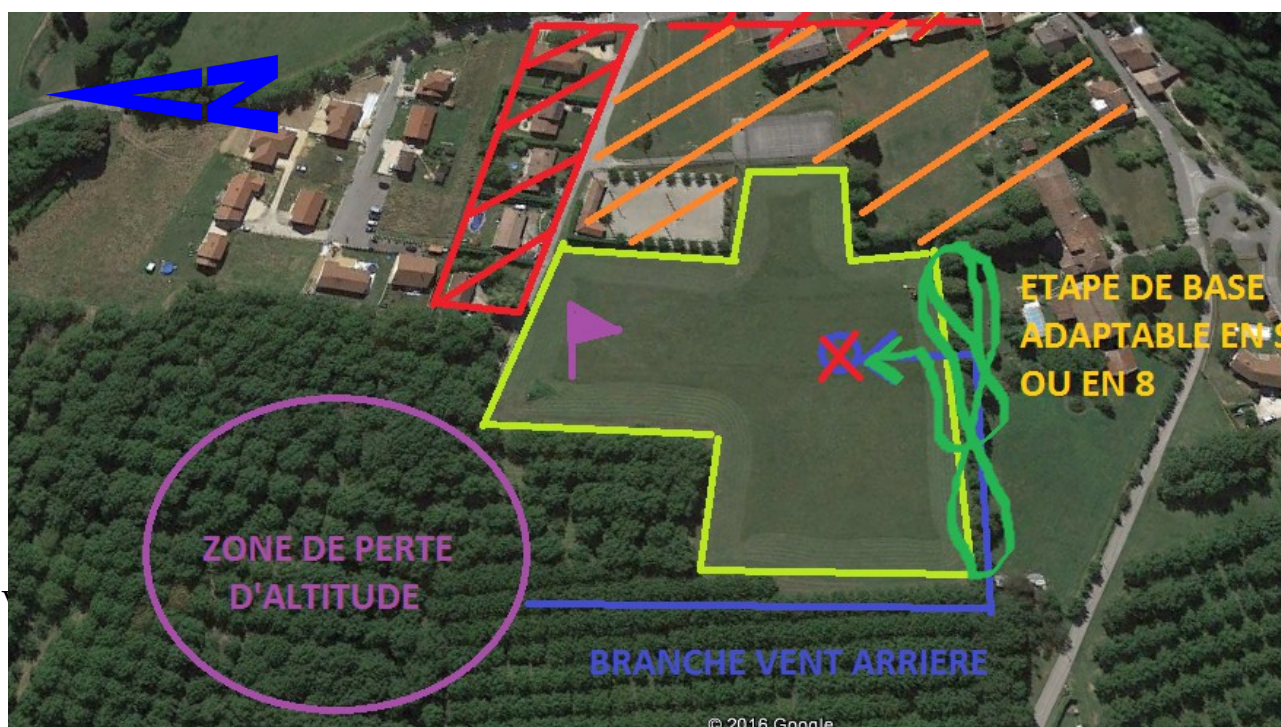 N
ETAPE DE BASE
ADAPTABLE EN S
OU EN 8
ZONE DE PERTE
D'ALTITUDE
BRANCHE VENT ARRIERE
© 2016 Google